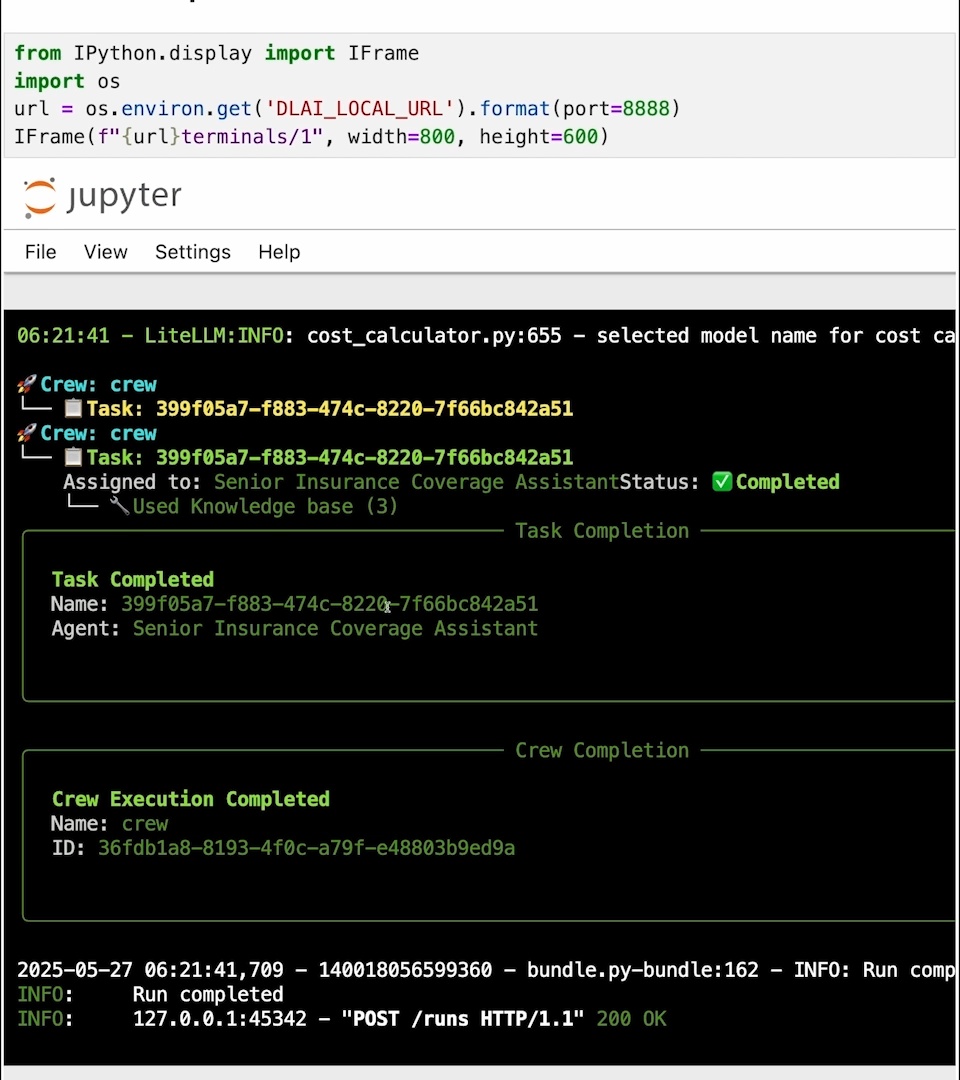 from IPython.display import IFrame
import os
url = os.environ.get('DLAI_LOCAL_URL').format(port=8888)
IFrame(f"{url}terminals/1", width=800, height=600)
jupyter
File View Settings Help
06:21:41 - LiteLLM:INFO: cost_calculator.py:655 - selected model name for cost ca
🚀Crew: crew
└── 📋Task: 399f05a7-f883-474c-8220-7f66bc842a51
🚀Crew: crew
└── 📋Task: 399f05a7-f883-474c-8220-7f66bc842a51
Assigned to: Senior Insurance Coverage AssistantStatus: ✅Completed
└── 🔧Used Knowledge base (3)
Task Completion
Task Completed
Name: 399f05a7-f883-474c-8220-7f66bc842a51
Agent: Senior Insurance Coverage Assistant
Crew Completion
Crew Execution Completed
Name: crew
ID: 36fdb1a8-8193-4f0c-a79f-e48803b9ed9a
2025-05-27 06:21:41,709 - 140018056599360 - bundle.py-bundle:162 - INFO: Run comp
INFO: Run completed
INFO: 127.0.0.1:45342 - "POST /runs HTTP/1.1" 200 OK